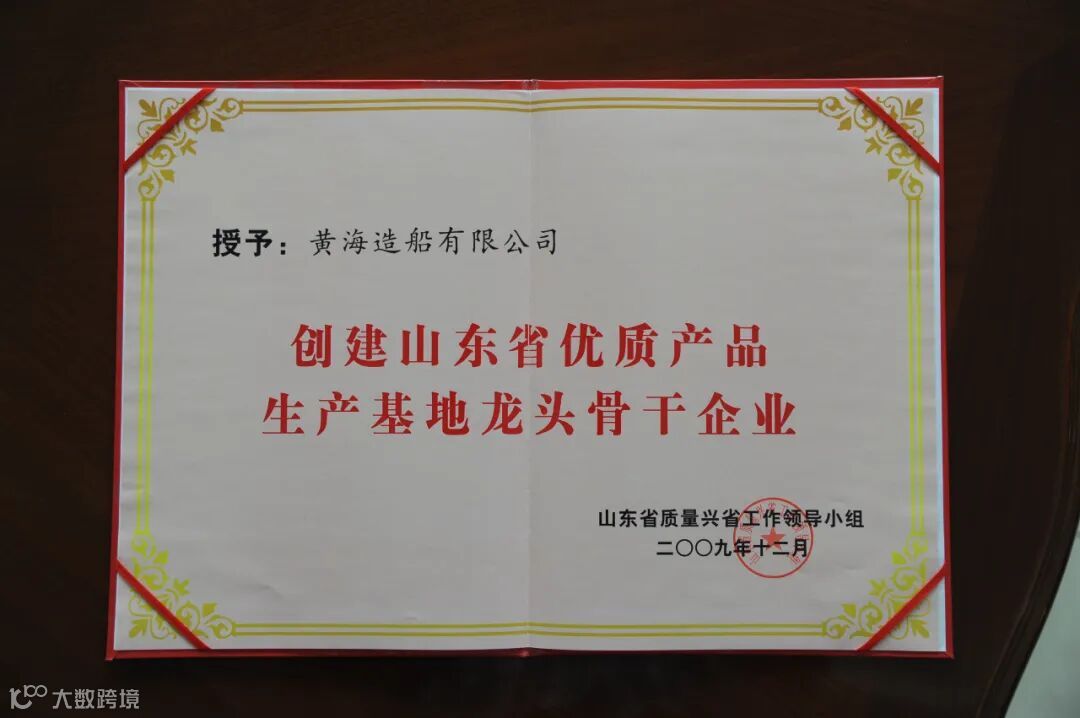 授予：黄海造船有限公司
创建山东省优质产品
生产基地龙头骨干企业
山东省质量兴省工作领导小组
二〇〇九年十二月
大数跨境